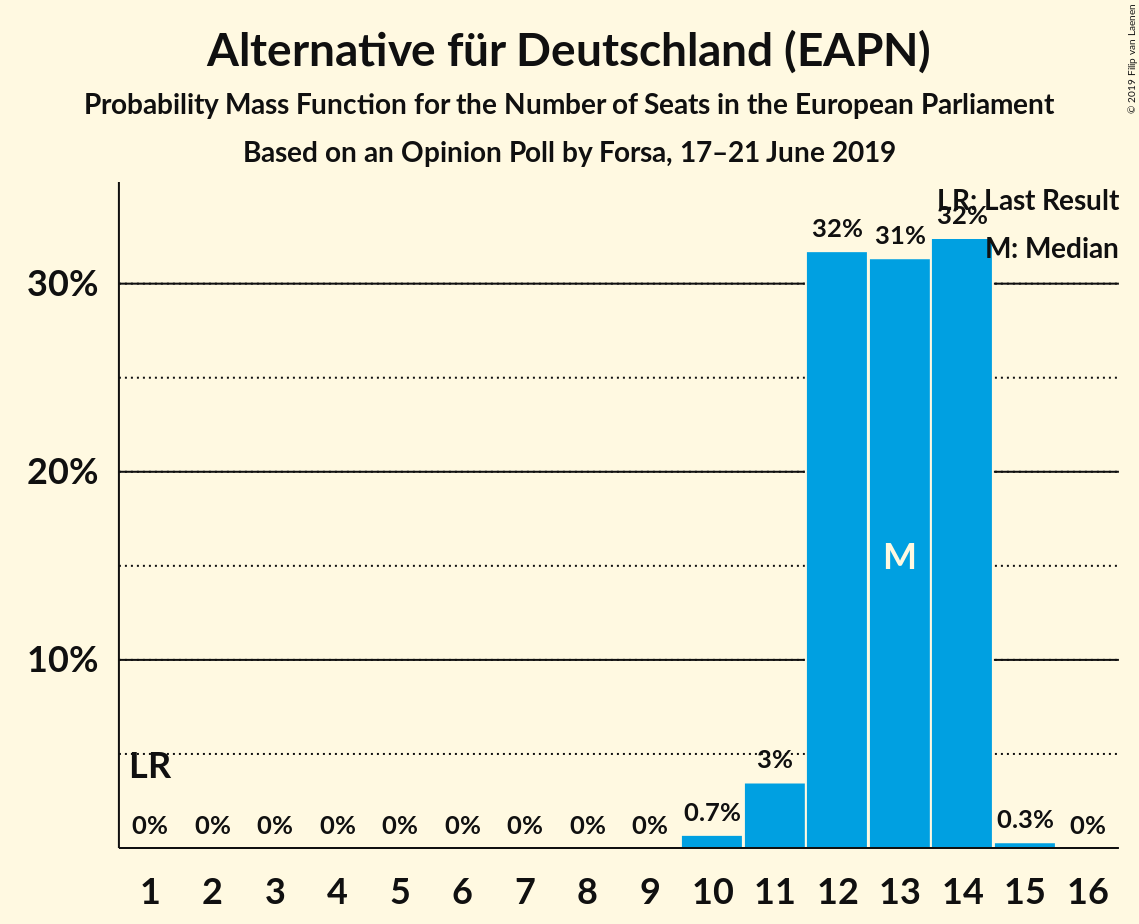 Alternative für Deutschland (EAPN)
Probability Mass Function for the Number of Seats in the European Parliament
Based on an Opinion Poll by Forsa, 17–21 June 2019
© 2019 Filip van Laenen
LR: Last Result
M: Median
32% 31% 32%
30%
20%
M
10%
LR
3%
0% 0% 0% 0% 0% 0% 0% 0% 0% 0.7% 0.3% 0%
1 2 3 4 5 6 7 8 9 10 11 12 13 14 15 16